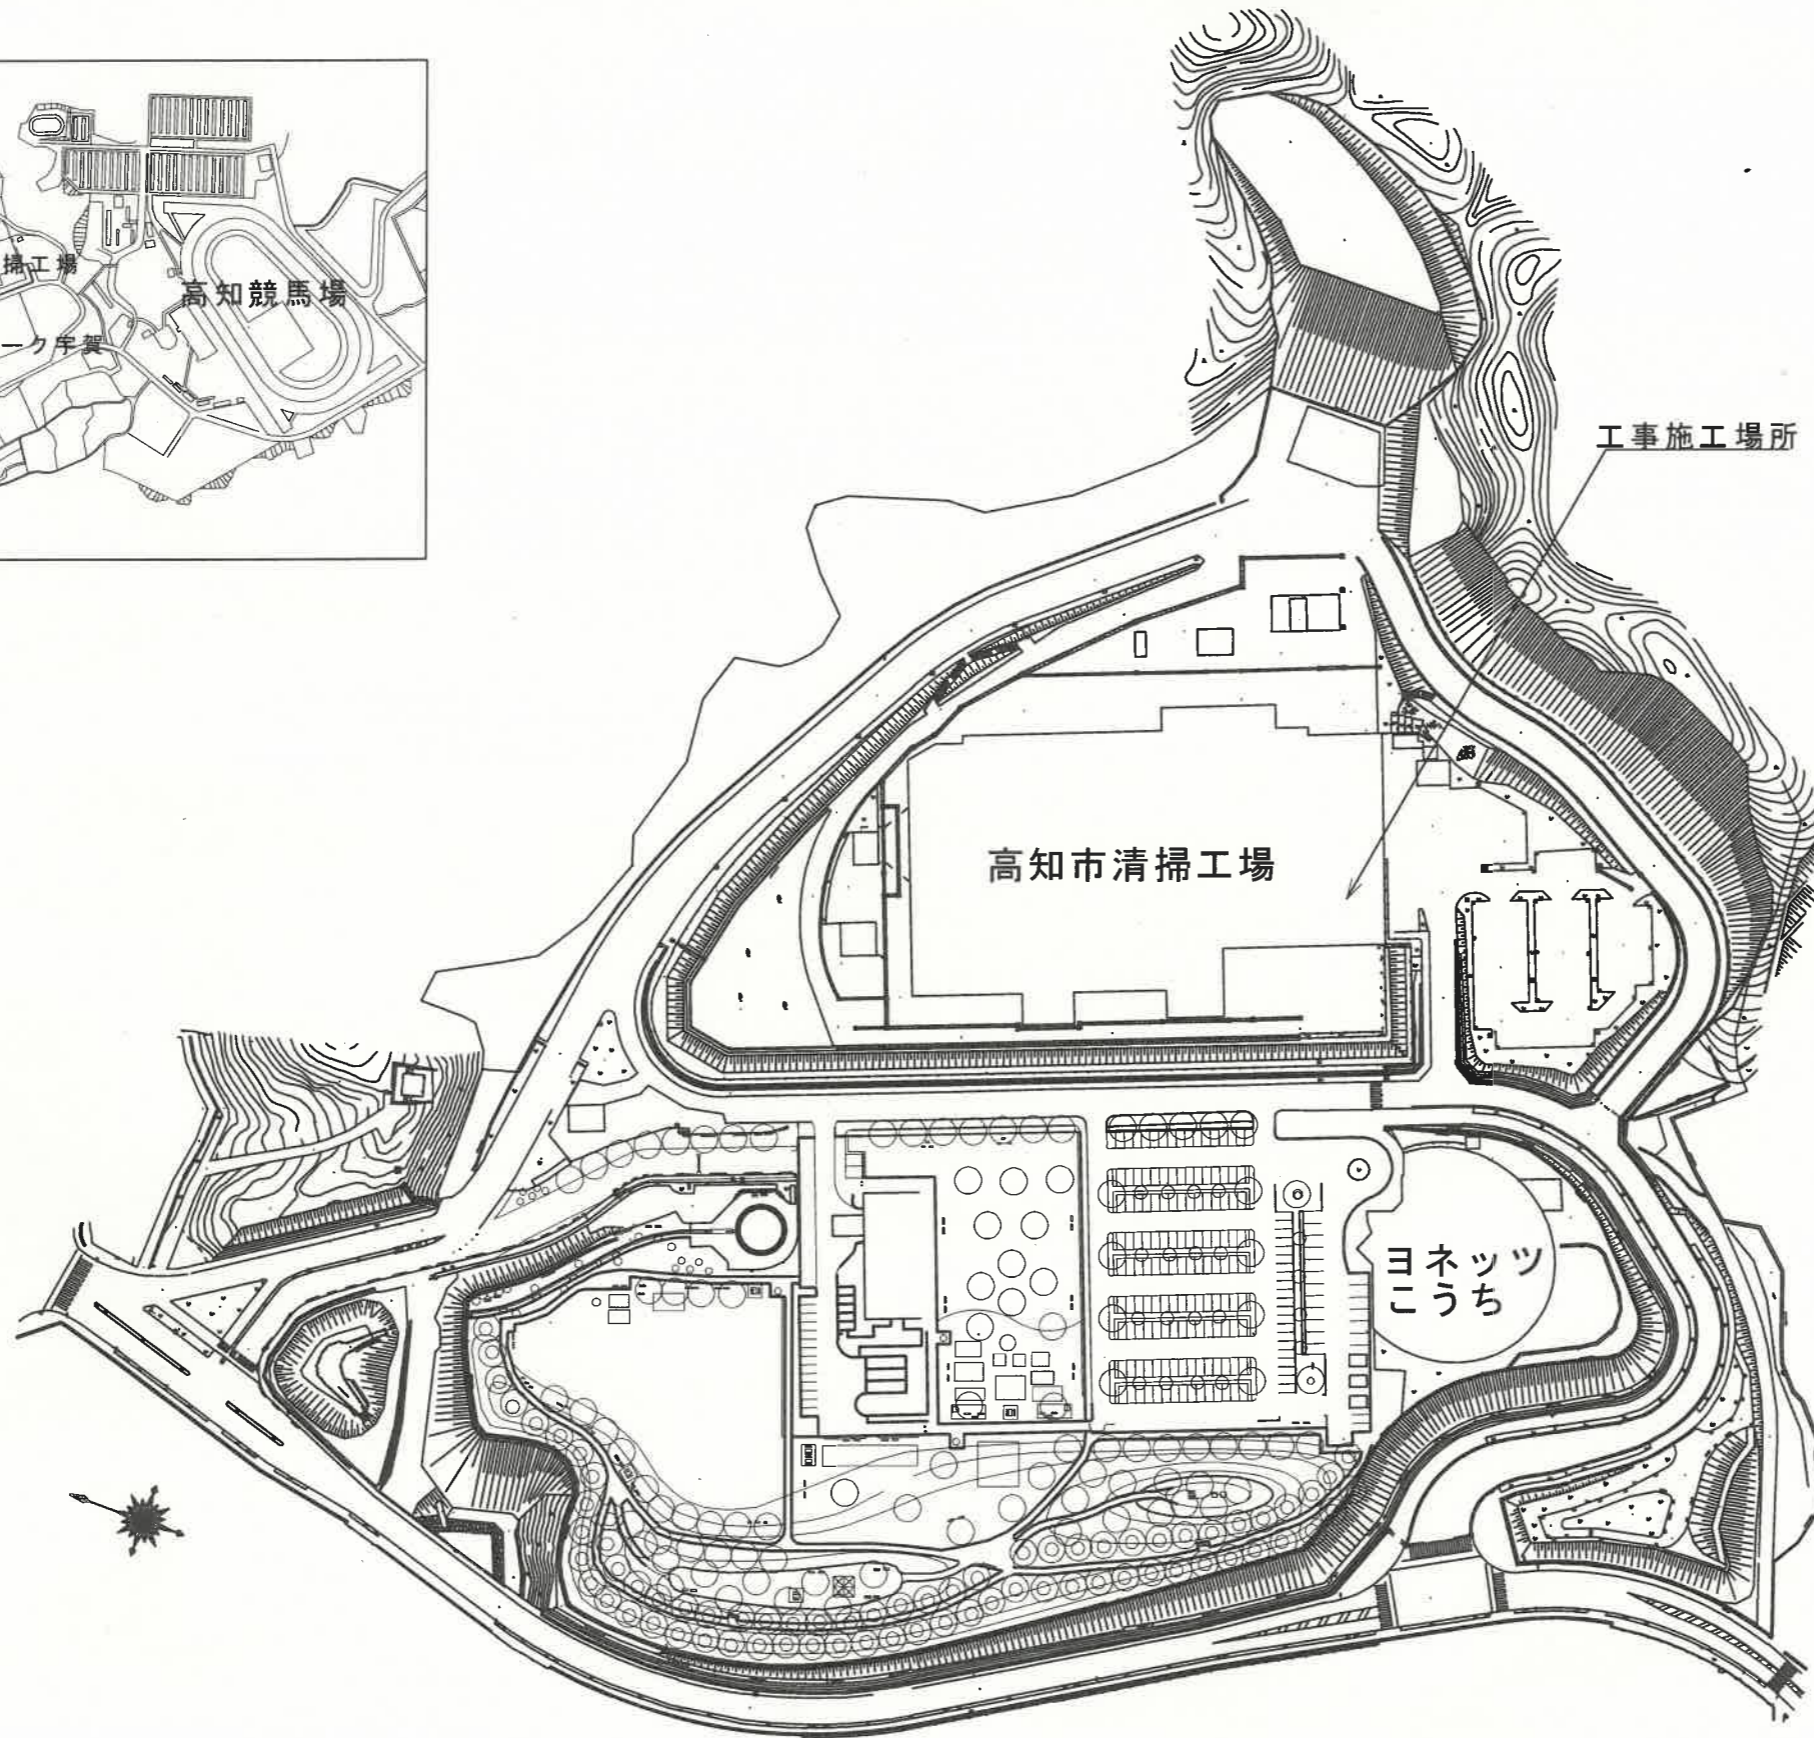 掃工場
高知競馬場
ーク宇賀
工事施工場所
高知市清掃工場
ヨネッツ
こうち